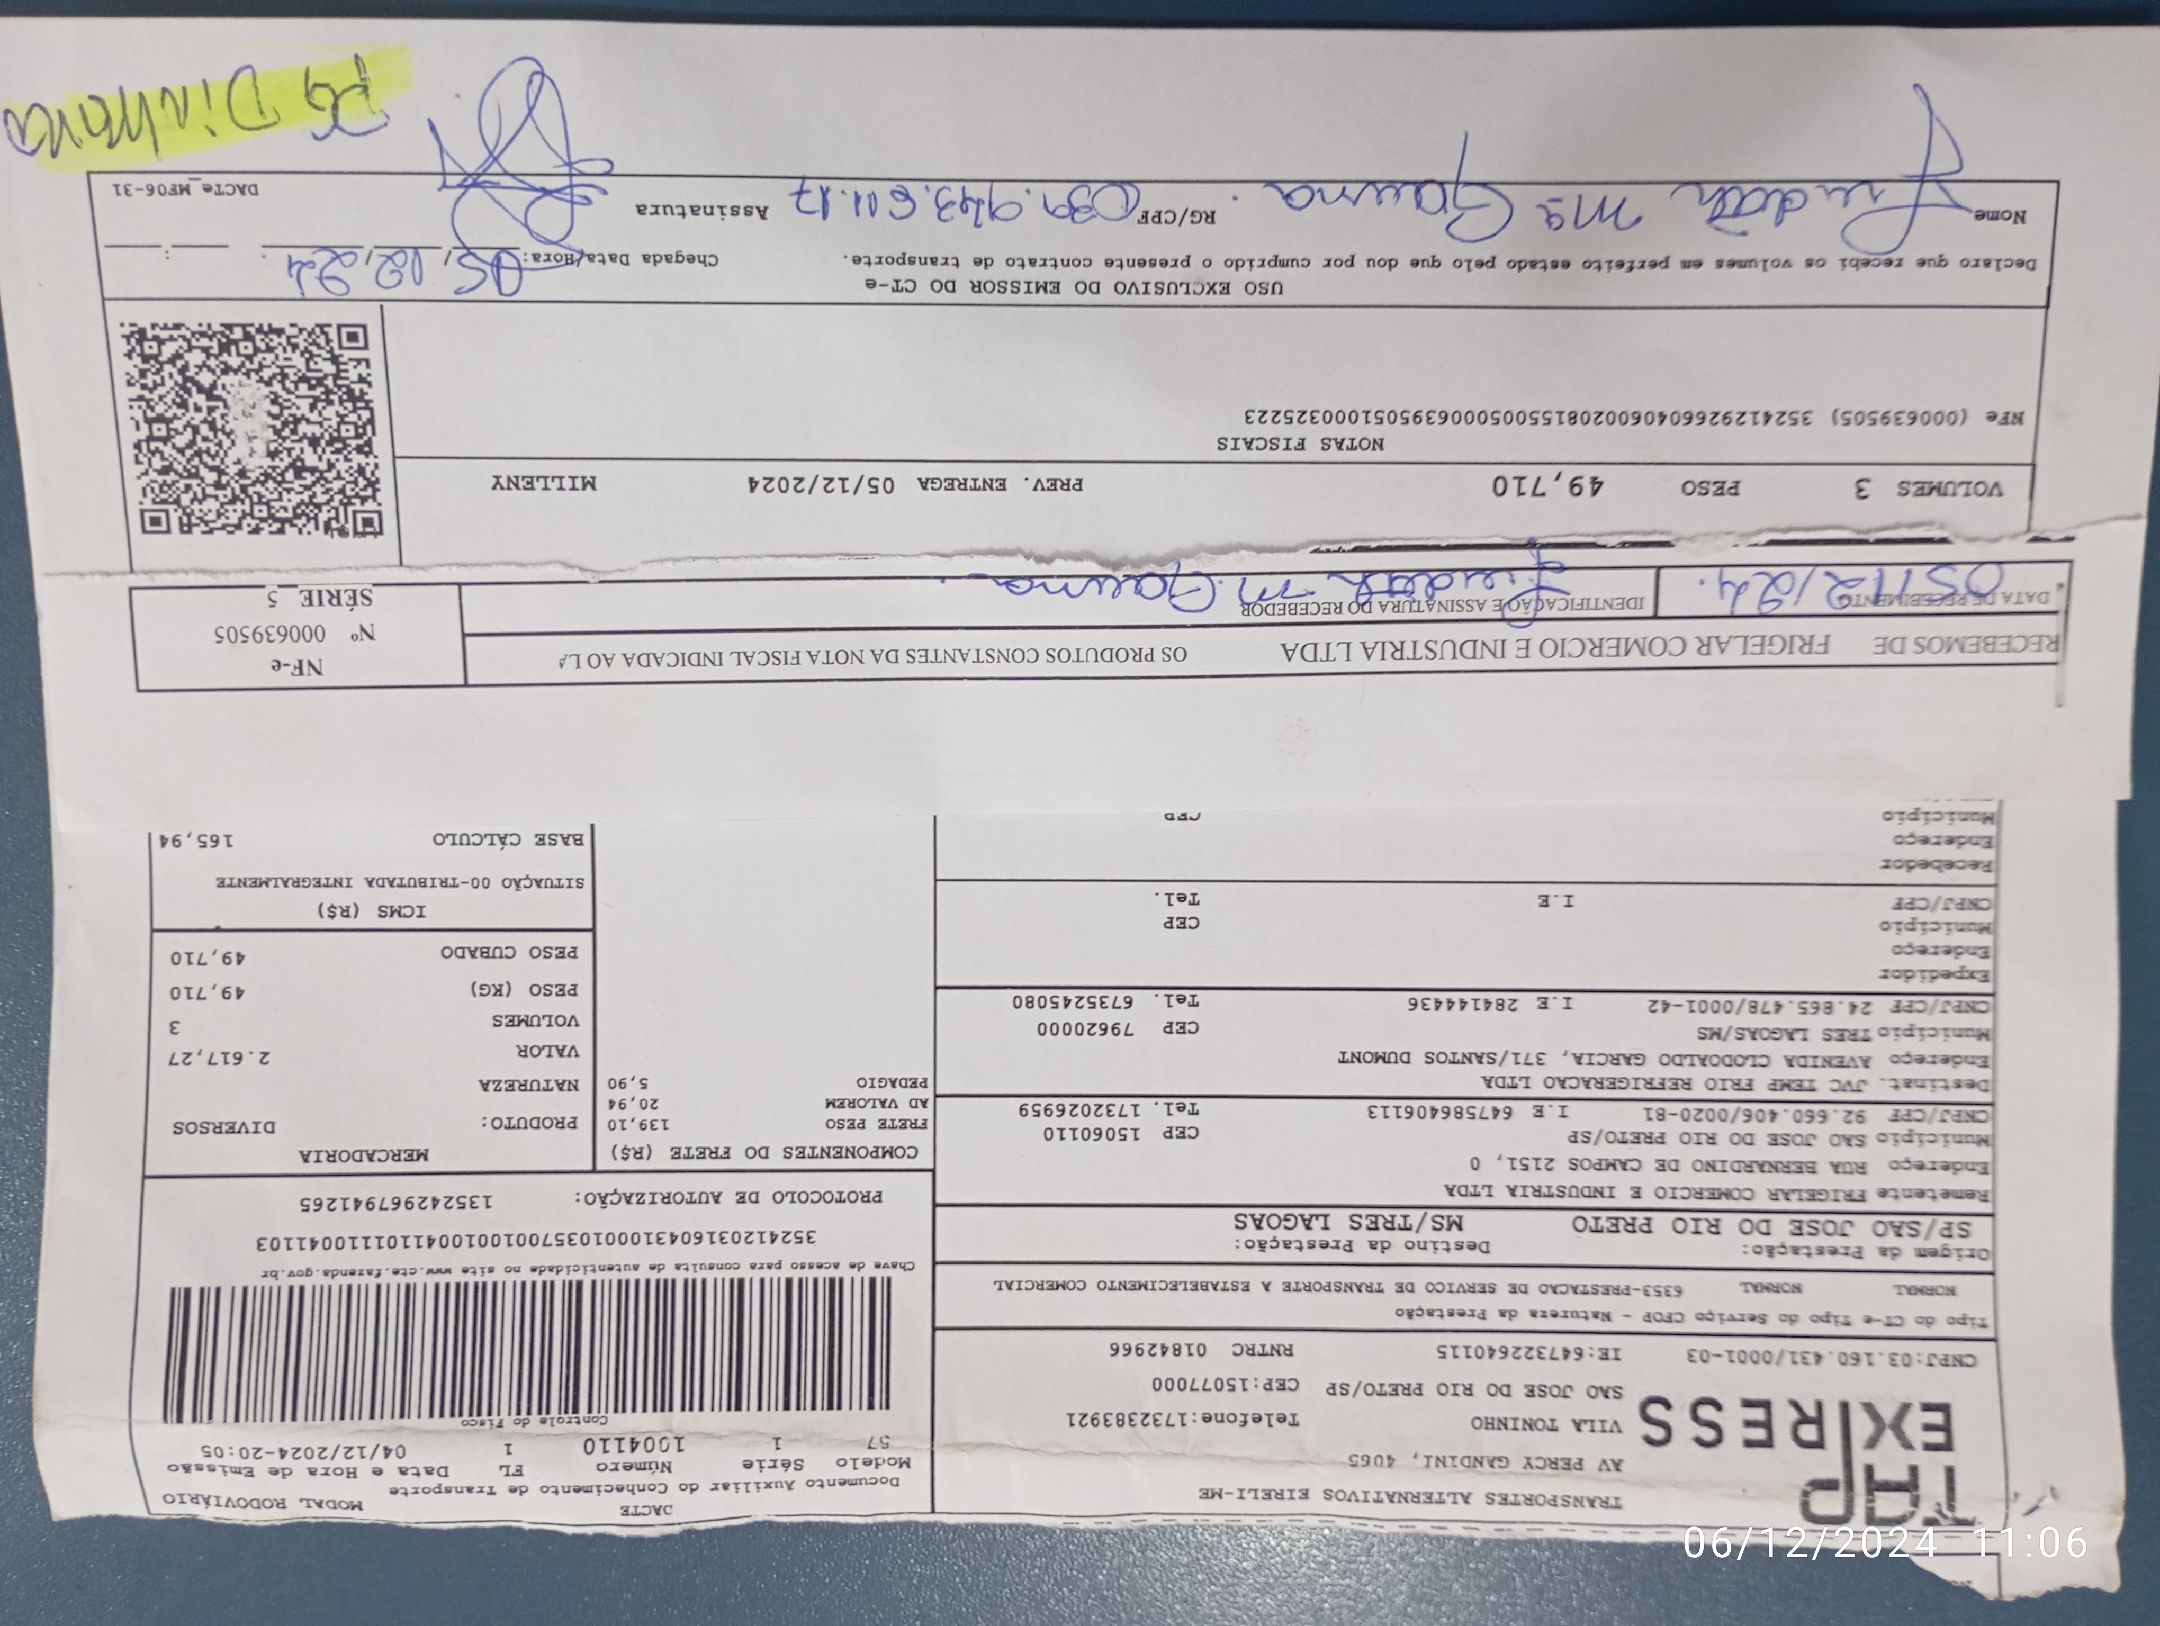 TAP
EXPRESS
TRANSPORTES ALTERNATIVOS EIRELI-ME
AV PERCY GANDINI, 4065
VILA TONINHO Telefone:1732383921
SAO JOSE DO RIO PRETO/SP CEP:15077000
CNPJ:03.160.431/0001-03 IE:647322640115 RNTRC 01842966
Tipo do CT-e Tipo do Serviço CFOP - Natureza da Prestação
NORMAL NORMAL 6353-PRESTACAO DE SERVICO DE TRANSPORTE A ESTABELECIMENTO COMERCIAL
Origem da Prestação: Destino da Prestação:
SP/SAO JOSE DO RIO PRETO MS/TRES LAGOAS
Remetente FRIGELAR COMERCIO E INDUSTRIA LTDA
Endereço RUA BERNARDINO DE CAMPOS 2151, 0
Município SAO JOSE DO RIO PRETO/SP CEP 15060110
CNPJ/CPF 92.660.406/0020-81 I.E 647586406113 Tel. 1732026959
Destinat. JVC TEMP FRIO REFRIGERACAO LTDA
Endereço AVENIDA CLODOALDO GARCIA, 371/SANTOS DUMONT
Município TRES LAGOAS/MS CEP 79620000
CNPJ/CPF 24.865.478/0001-42 I.E 284144436 Tel. 6735245080
Expedidor
Endereço
Município CEP
CNPJ/CPF I.E Tel.
Recebedor
Endereço
Município CEP
DACTE MODAL RODOVIÁRIO
Documento Auxiliar do Conhecimento de Transporte
Modelo Série Número FL Data e Hora de Emissão
57 1 1004110 1 04/12/2024-20:05
Controle do Fisco
Chave de acesso para consulta de autenticidade no site www.cte.fazenda.gov.br
35241203160431000103570010010041101110041103
PROTOCOLO DE AUTORIZAÇÃO: 135242967941265
COMPONENTES DO FRETE (R$)
FRETE PESO 139,10
AD VALOREM 20,94
PEDAGIO 5,90
MERCADORIA
PRODUTO: DIVERSOS
NATUREZA
VALOR 2.617,27
VOLUMES 3
PESO (KG) 49,710
PESO CUBADO 49,710
ICMS (R$)
SITUAÇÃO 00-TRIBUTADA INTEGRALMENTE
BASE CÁLCULO 165,94
RECEBEMOS DE FRIGELAR COMERCIO E INDUSTRIA LTDA OS PRODUTOS CONSTANTES DA NOTA FISCAL INDICADA AO LA
DATA DE RECEBIMENTO IDENTIFICAÇÃO E ASSINATURA DO RECEBEDOR
05/12/24.
NF-e
Nº 000639505
SÉRIE 5
VOLUMES 3 PESO 49,710 PREV. ENTREGA 05/12/2024 MILLENY
NOTAS FISCAIS
NFe (000639505) 35241292660406002081550050006395051000325223
USO EXCLUSIVO DO EMISSOR DO CT-e
Declaro que recebi os volumes em perfeito estado pelo que dou por cumprido o presente contrato de transporte. Chegada Data/Hora: 05/12/24. :
Nome RG/CPF 039.943.611.17 Assinatura
DACTe_MF06-31
PG DINHEIRO
06/12/2024 11:06